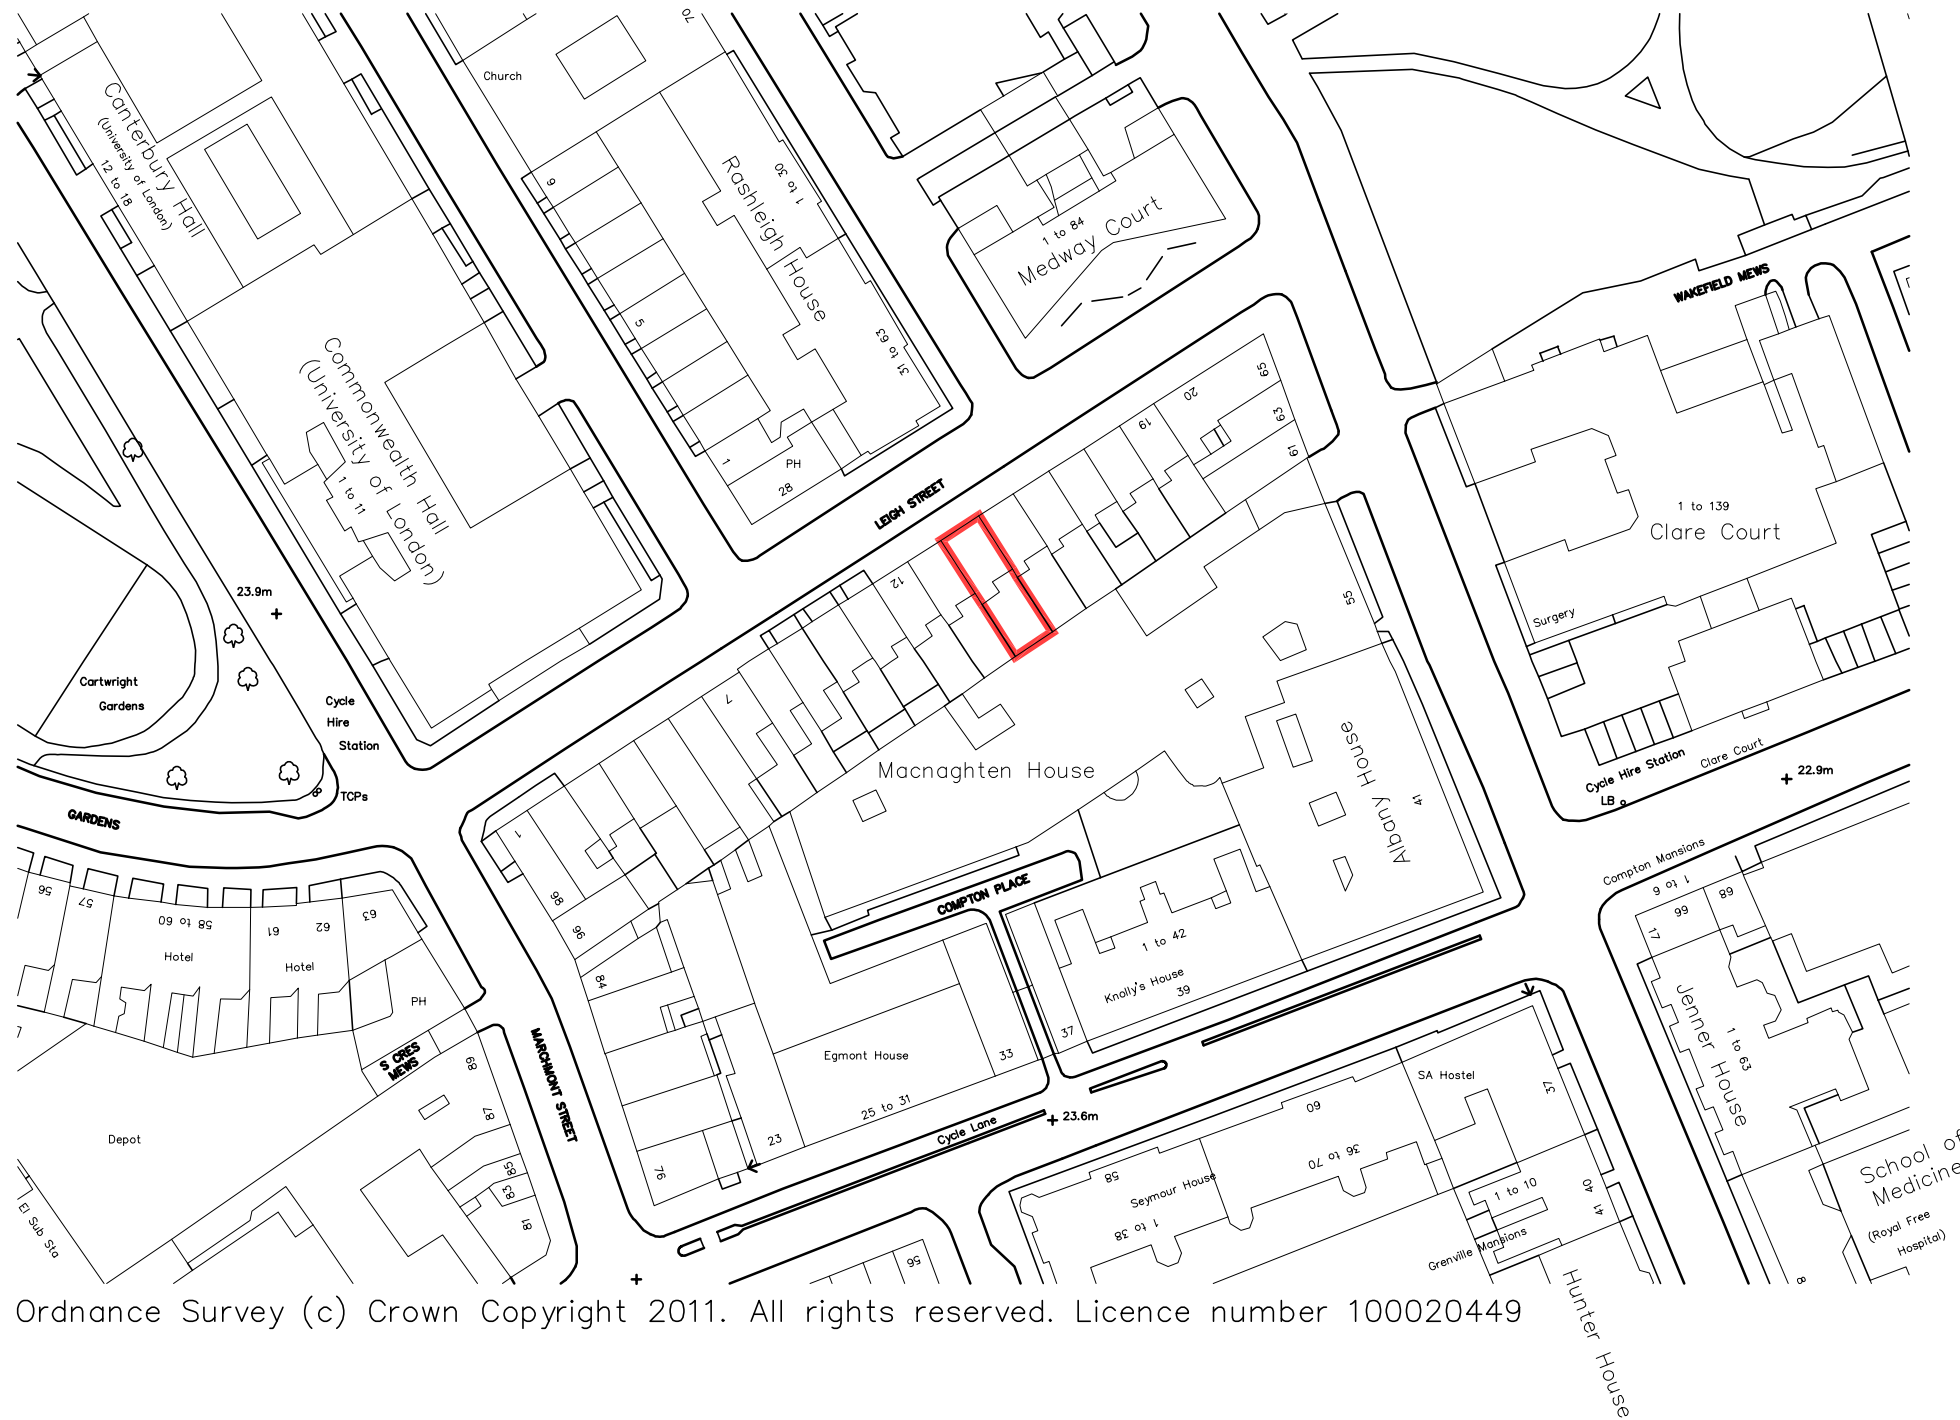 70
Church
Canterbury Hall
(University of London)
12 to 18
9
Rashleigh House
1 to 30
31 to 63
5
1
PH
28
1 to 84
Medway Court
WAKEFIELD MEWS
Commonwealth Hall
(University of London)
1 to 11
LEIGH STREET
65
63
61
20
19
12
7
1
1 to 139
Clare Court
Surgery
55
23.9m
Cartwright
Gardens
Cycle
Hire
Station
TCPs
GARDENS
Macnaghten House
Albany House
41
Cycle Hire Station
Clare Court
LB
22.9m
Compton Mansions
1 to 6
68
66
17
56
57
58 to 60
Hotel
61
62
Hotel
63
PH
98
96
84
COMPTON PLACE
1 to 42
Knolly's House
39
37
Jenner House
1 to 63
S CRES
MEWS
MARCHMONT STREET
89
87
85
83
81
Egmont House
33
25 to 31
23
76
Cycle Lane
23.6m
SA Hostel
37
60
36 to 70
58
Seymour House
1 to 38
1 to 10
40
41
Grenville Mansions
School of
Medicine
(Royal Free
Hospital)
Depot
El Sub Sta
56
8
Hunter House
Ordnance Survey (c) Crown Copyright 2011. All rights reserved. Licence number 100020449